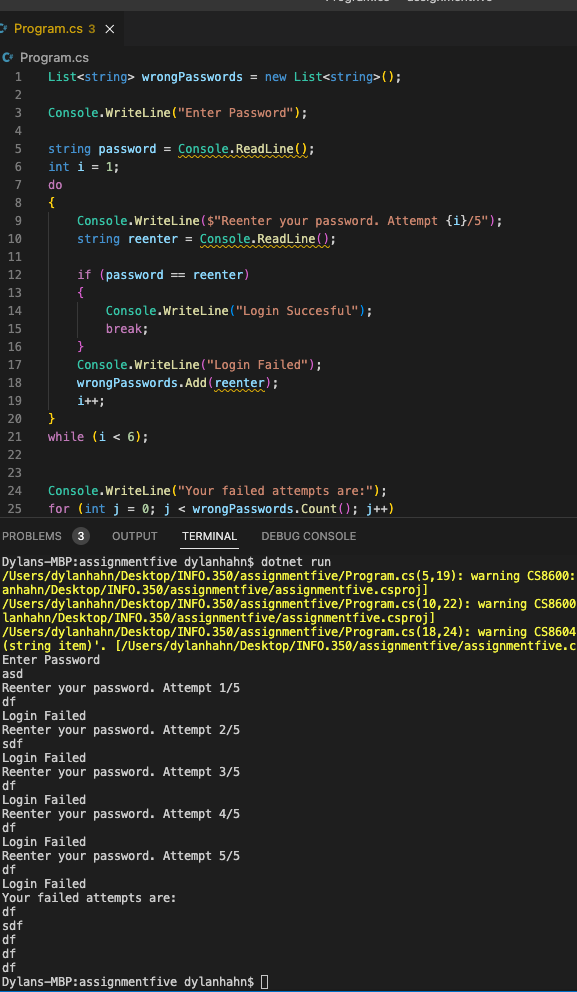 Program.cs 3 ×
Program.cs
1 List<string> wrongPasswords = new List<string>();
2
3 Console.WriteLine("Enter Password");
4
5 string password = Console.ReadLine();
6 int i = 1;
7 do
8 {
9 Console.WriteLine($"Reenter your password. Attempt {i}/5");
10 string reenter = Console.ReadLine();
11
12 if (password == reenter)
13 {
14 Console.WriteLine("Login Succesful");
15 break;
16 }
17 Console.WriteLine("Login Failed");
18 wrongPasswords.Add(reenter);
19 i++;
20 }
21 while (i < 6);
22
23
24 Console.WriteLine("Your failed attempts are:");
25 for (int j = 0; j < wrongPasswords.Count(); j++)
PROBLEMS 3 OUTPUT TERMINAL DEBUG CONSOLE
Dylans-MBP:assignmentfive dylanhahn$ dotnet run
/Users/dylanhahn/Desktop/INFO.350/assignmentfive/Program.cs(5,19): warning CS8600:
anhahn/Desktop/INFO.350/assignmentfive/assignmentfive.csproj]
/Users/dylanhahn/Desktop/INFO.350/assignmentfive/Program.cs(10,22): warning CS8600
lanhahn/Desktop/INFO.350/assignmentfive/assignmentfive.csproj]
/Users/dylanhahn/Desktop/INFO.350/assignmentfive/Program.cs(18,24): warning CS8604
(string item)'. [/Users/dylanhahn/Desktop/INFO.350/assignmentfive/assignmentfive.c
Enter Password
asd
Reenter your password. Attempt 1/5
df
Login Failed
Reenter your password. Attempt 2/5
sdf
Login Failed
Reenter your password. Attempt 3/5
df
Login Failed
Reenter your password. Attempt 4/5
df
Login Failed
Reenter your password. Attempt 5/5
df
Login Failed
Your failed attempts are:
df
sdf
df
df
df
Dylans-MBP:assignmentfive dylanhahn$